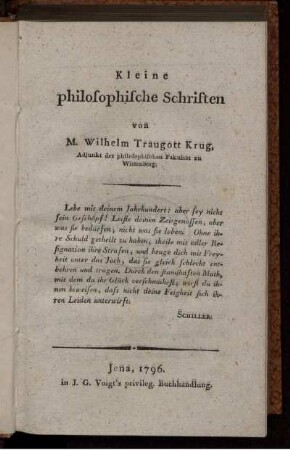 Kleine
philosophische Schriften
von
M. Wilhelm Traugott Krug,
Adjunkt der philosophischen Fakultät zu
Wittenberg.
Lebe mit deinem Jahrhundert: aber sey nicht
sein Geschöpf! Leiste deinen Zeitgenossen, aber
was sie bedürfen, nicht was sie loben. Ohne ih-
re Schuld getheilt zu haben, theile mit edler Re-
signation ihre Strafen, und beuge dich mit Frey-
heit unter das Joch, das sie gleich schlecht ent-
behren und tragen. Durch den standhaften Muth,
mit dem du ihr Glück verschmähest, wirst du ih-
nen beweisen, daß nicht deine Feigheit sich ih-
ren Leiden unterwirft.
SCHILLER.
Jena, 1796.
in J. G. Voigt's privileg. Buchhandlung.